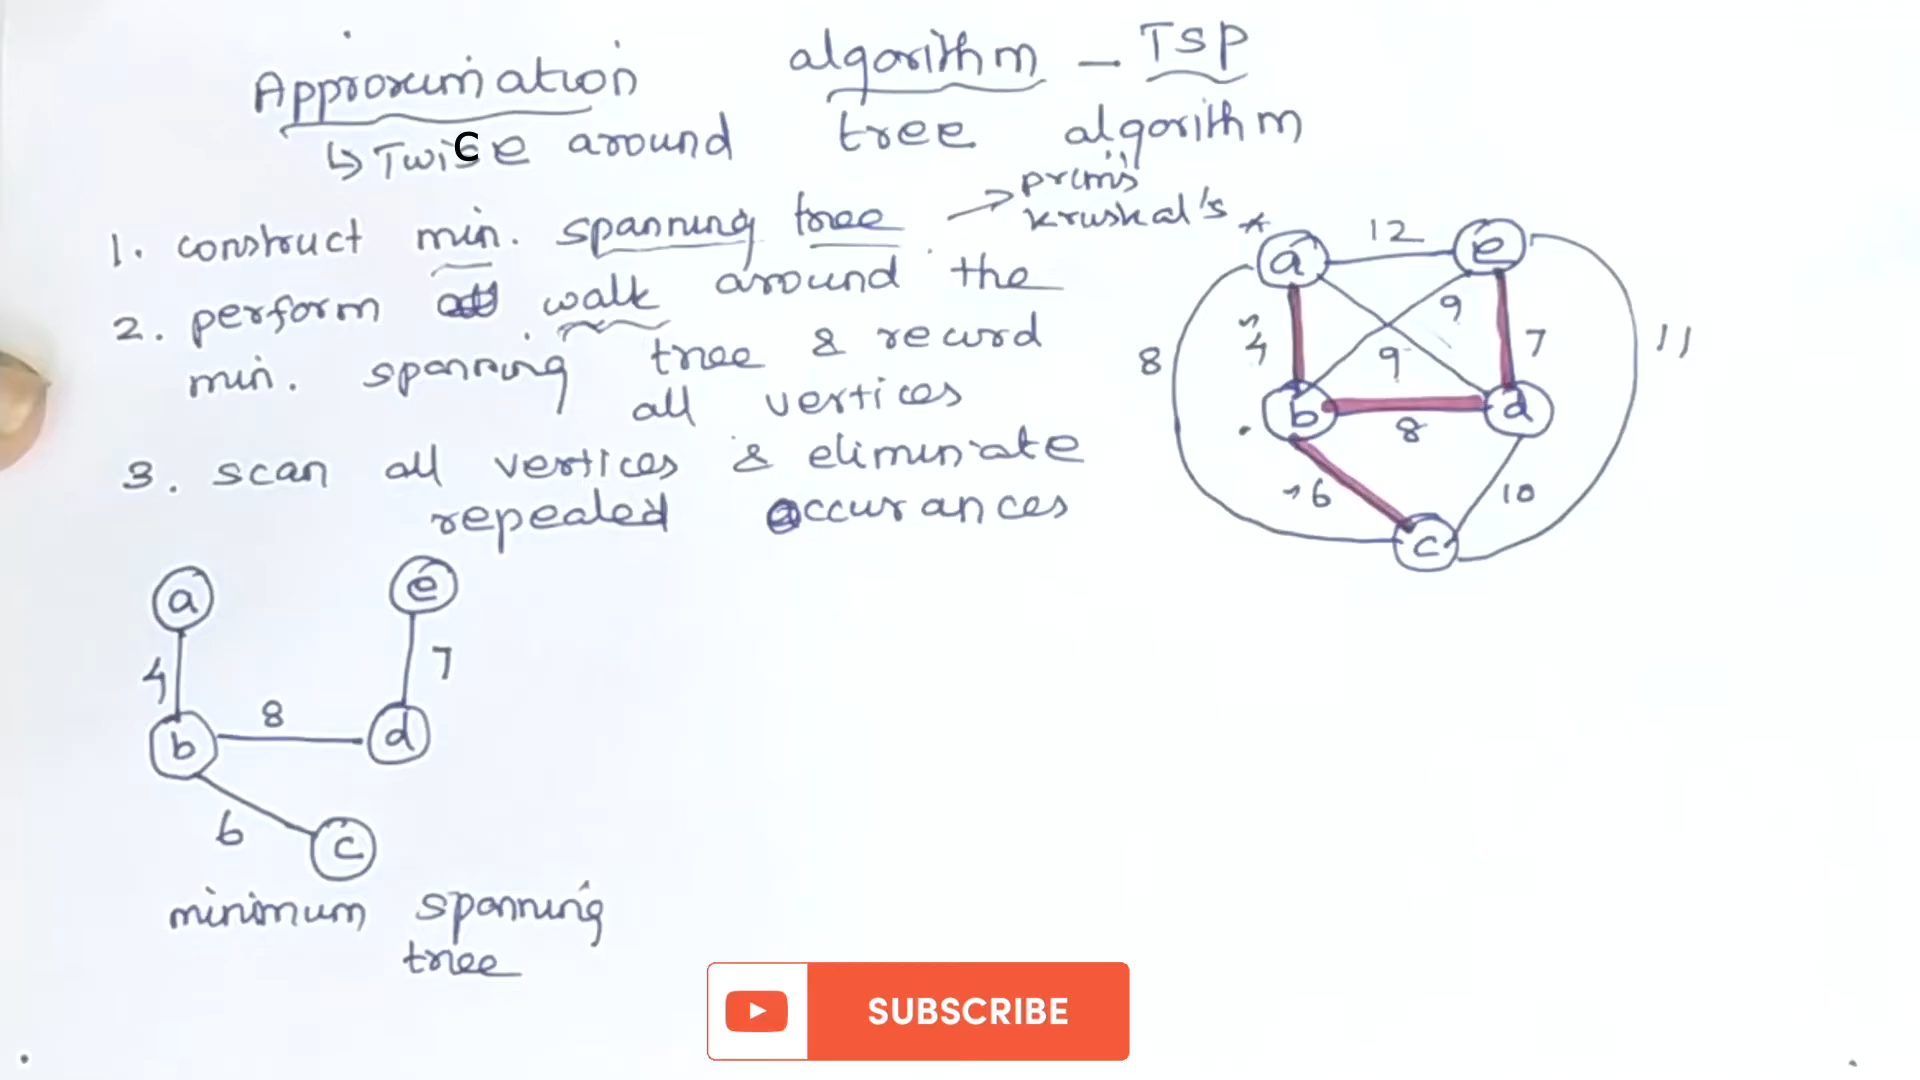 Approximation algorithm - TSP
↳ Twice around tree algorithm
1. construct min. spanning tree → prim's
kruskal's
2. perform walk around the
min. spanning tree & record
all vertices
3. scan all vertices & eliminate
repeated occurances
a 12 e
4 9 7
8 9 11
b 8 d
6 10
c
a e
4 7
b 8 d
6 c
minimum spanning
tree
SUBSCRIBE